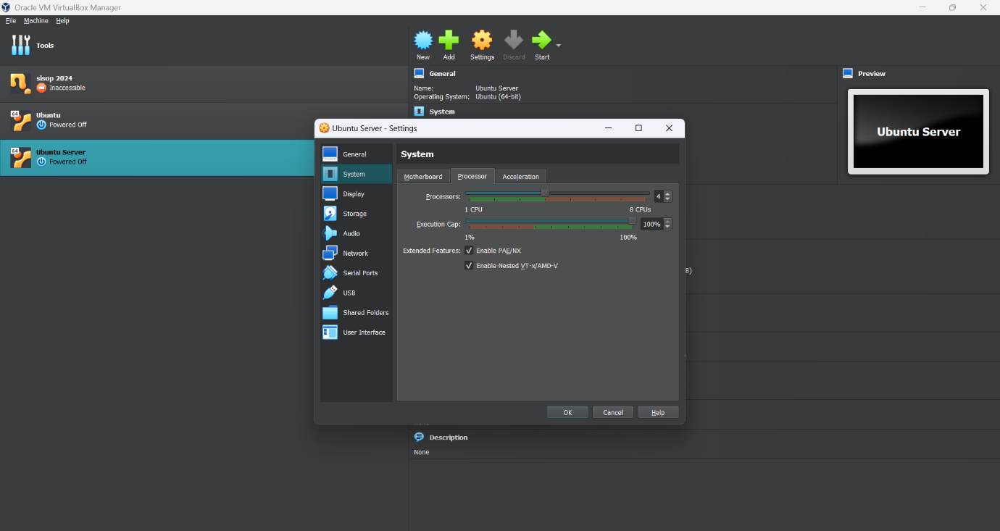 Oracle VM VirtualBox Manager
File Machine Help
Tools
sisop 2024
Inaccessible
64
Ubuntu
Powered Off
64
Ubuntu Server
Powered Off
New Add Settings Discard Start
General
Name: Ubuntu Server
Operating System: Ubuntu (64-bit)
System
Preview
Ubuntu Server
Ubuntu Server - Settings
General
System
Display
Storage
Audio
Network
Serial Ports
USB
Shared Folders
User Interface
System
Motherboard Processor Acceleration
Processors: 4
1 CPU 8 CPUs
Execution Cap: 100%
1% 100%
Extended Features: Enable PAE/NX
Enable Nested VT-x/AMD-V
OK Cancel Help
Description
None